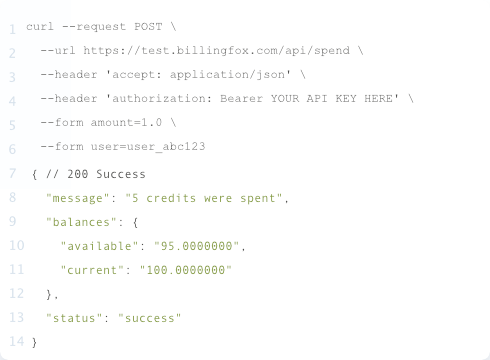 1 curl --request POST \
2 --url https://test.billingfox.com/api/spend \
3 --header 'accept: application/json' \
4 --header 'authorization: Bearer YOUR API KEY HERE' \
5 --form amount=1.0 \
6 --form user=user_abc123
7 { // 200 Success
8 "message": "5 credits were spent",
9 "balances": {
10 "available": "95.0000000",
11 "current": "100.0000000"
12 },
13 "status": "success"
14 }